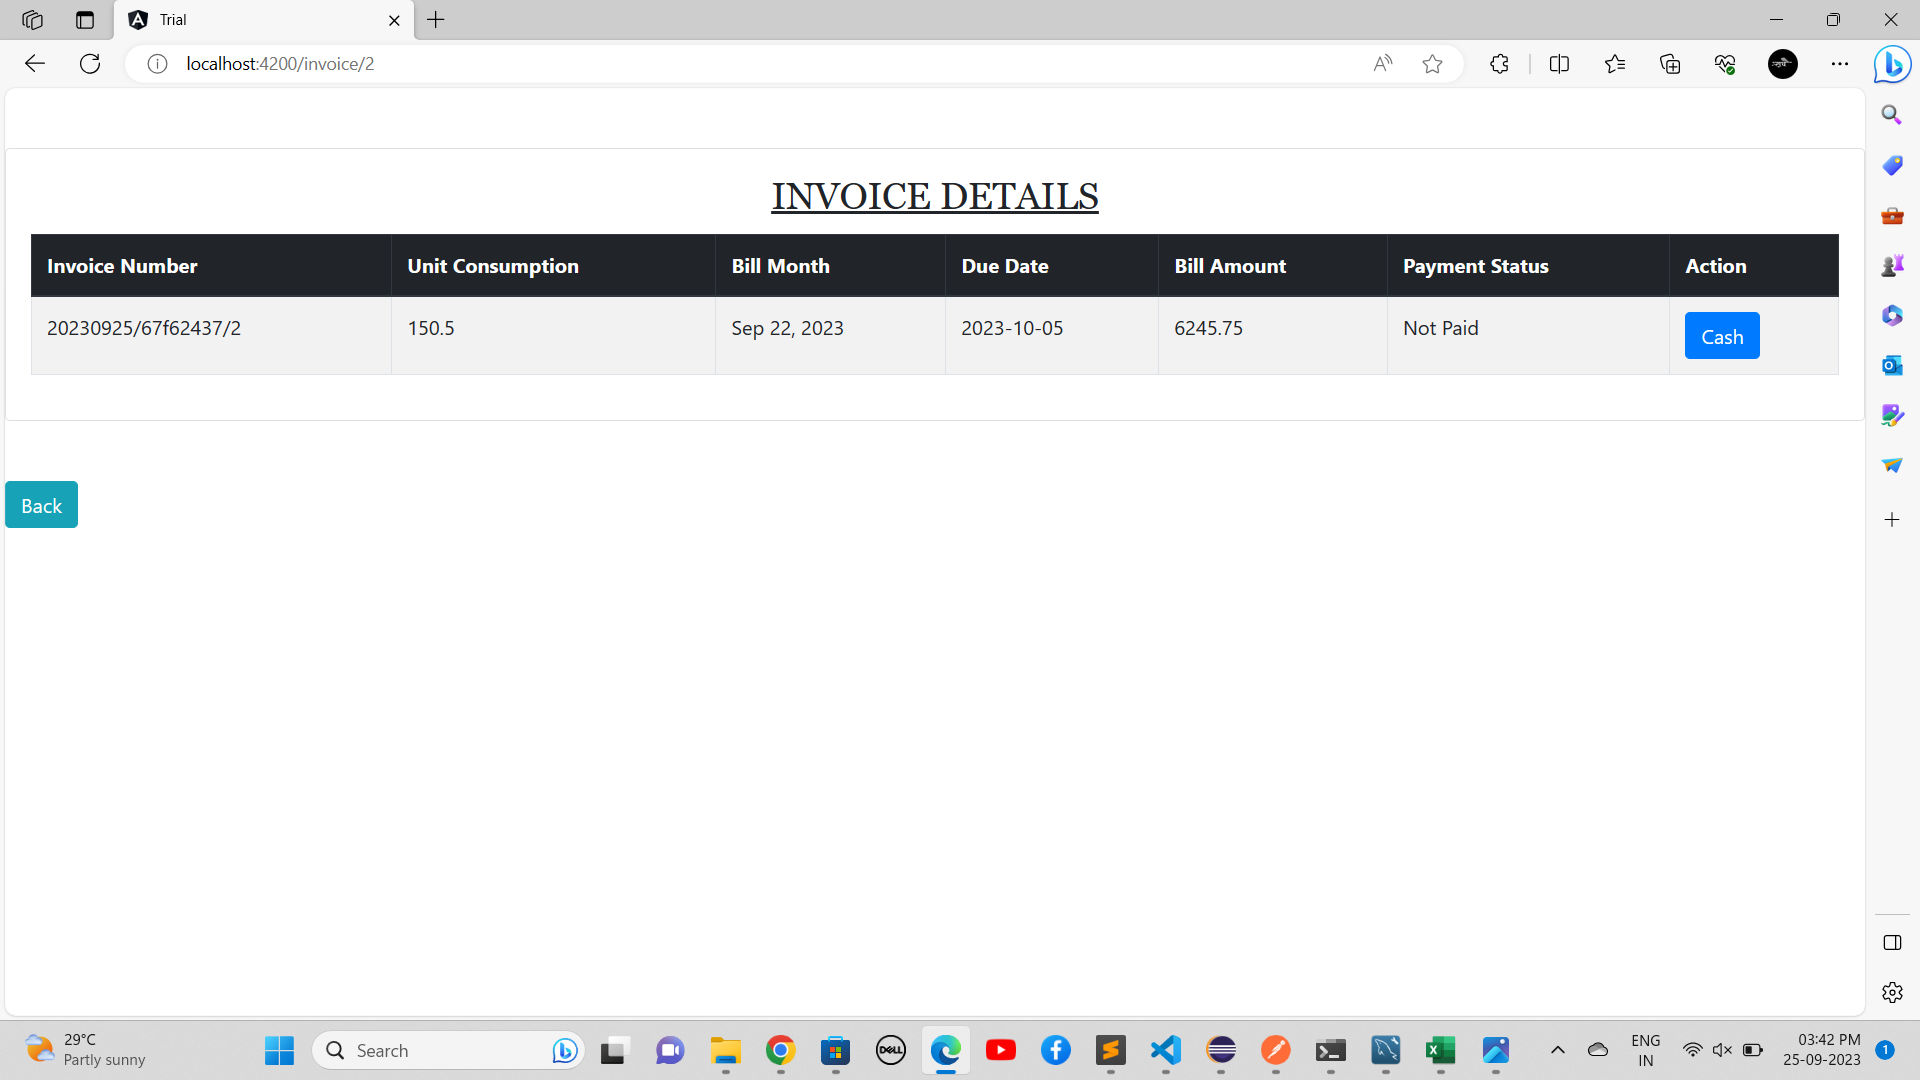 Trial
localhost:4200/invoice/2
INVOICE DETAILS
Invoice Number Unit Consumption Bill Month Due Date Bill Amount Payment Status Action
20230925/67f62437/2 150.5 Sep 22, 2023 2023-10-05 6245.75 Not Paid Cash
Back
29°C
Partly sunny
Search
DELL
ENG
IN
03:42 PM
25-09-2023
1